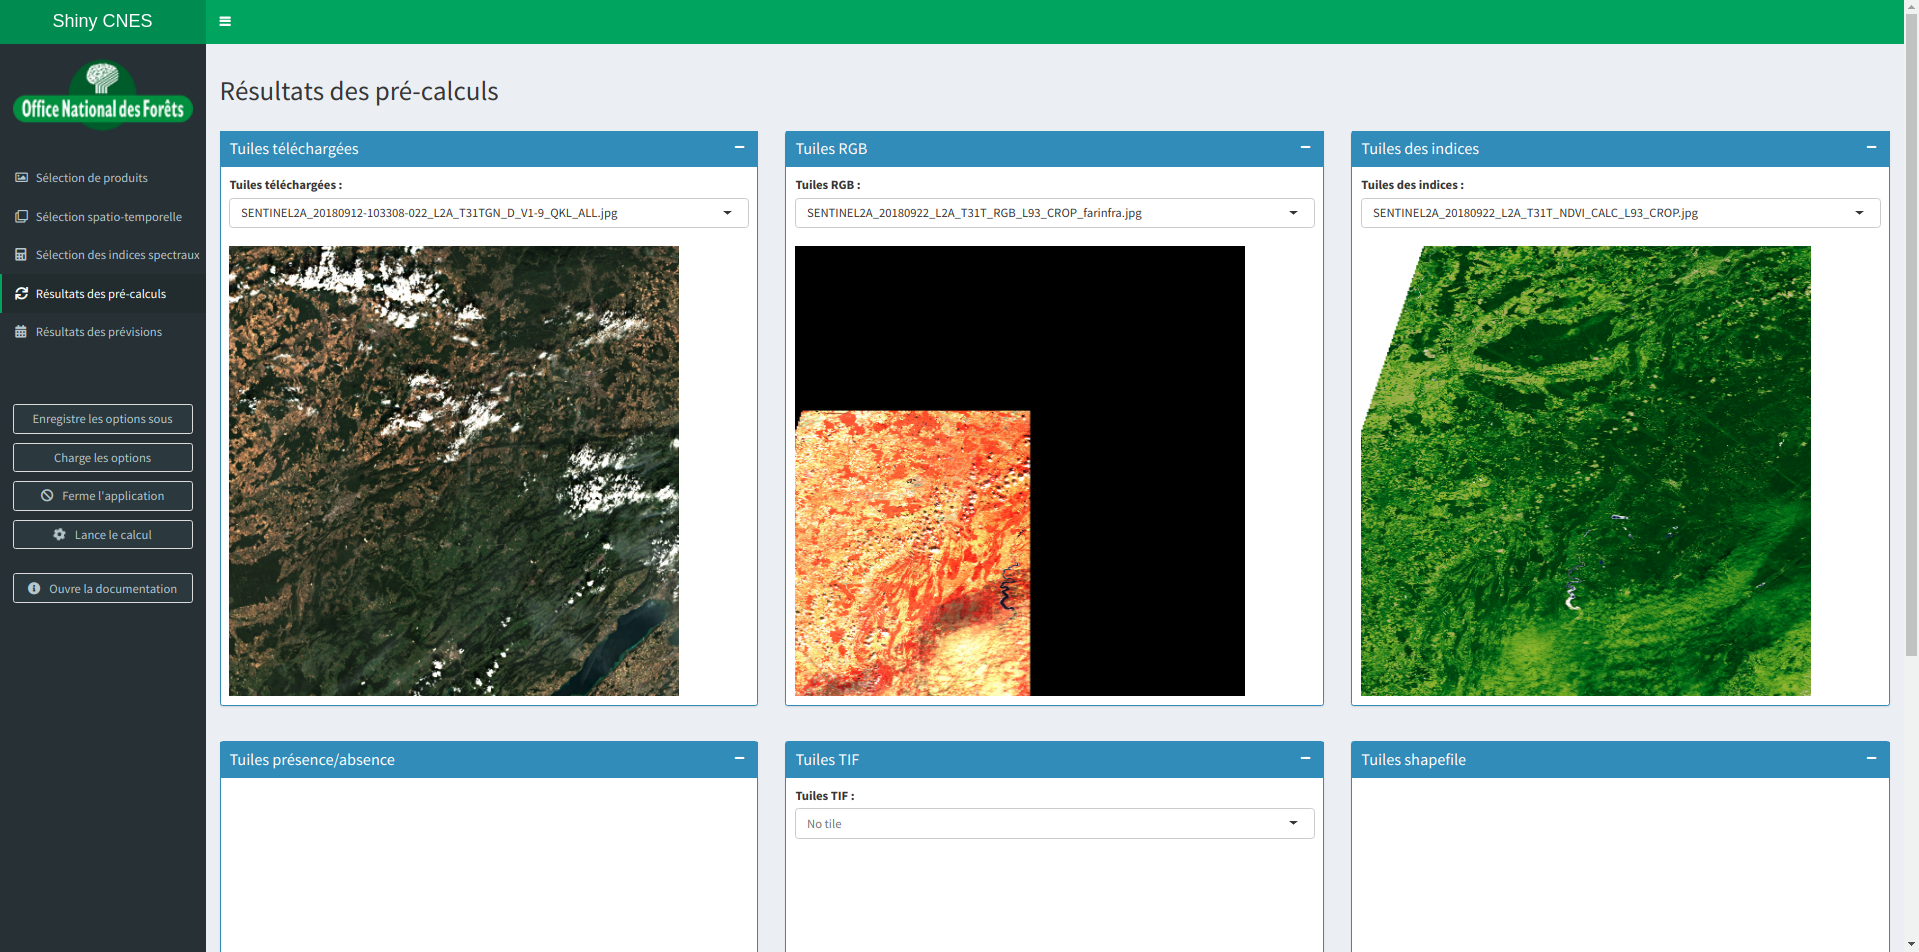 Shiny CNES
Office National des Forêts
Sélection de produits
Sélection spatio-temporelle
Sélection des indices spectraux
Résultats des pré-calculs
Résultats des prévisions
Enregistre les options sous
Charge les options
Ferme l'application
Lance le calcul
Ouvre la documentation
Résultats des pré-calculs
Tuiles téléchargées
Tuiles téléchargées :
SENTINEL2A_20180912-103308-022_L2A_T31TGN_D_V1-9_QKL_ALL.jpg
Tuiles RGB
Tuiles RGB :
SENTINEL2A_20180922_L2A_T31T_RGB_L93_CROP_farinfra.jpg
Tuiles des indices
Tuiles des indices :
SENTINEL2A_20180922_L2A_T31T_NDVI_CALC_L93_CROP.jpg
Tuiles présence/absence
Tuiles TIF
Tuiles TIF :
No tile
Tuiles shapefile